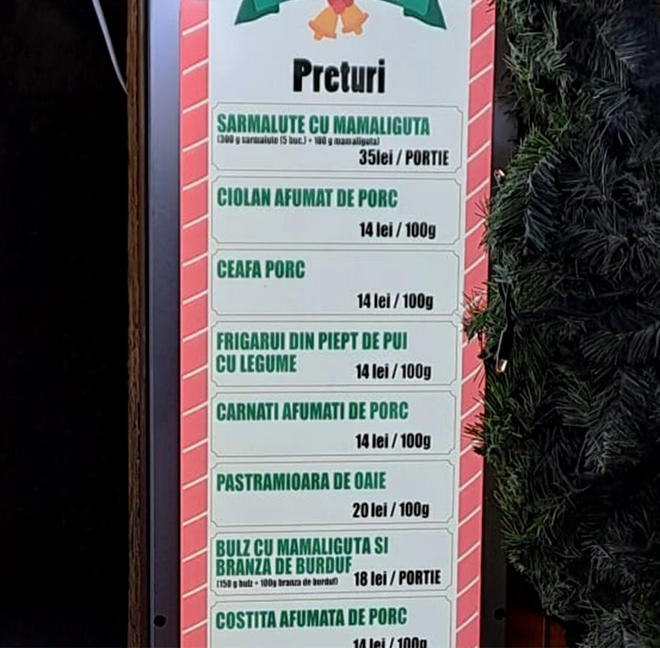 Preturi
SARMALUTE CU MAMALIGUTA
(300 g sarmalute (5 buc.) + 100 g mamaliguta)
35lei / PORTIE
CIOLAN AFUMAT DE PORC
14 lei / 100g
CEAFA PORC
14 lei / 100g
FRIGARUI DIN PIEPT DE PUI
CU LEGUME
14 lei / 100g
CARNATI AFUMATI DE PORC
14 lei / 100g
PASTRAMIOARA DE OAIE
20 lei / 100g
BULZ CU MAMALIGUTA SI
BRANZA DE BURDUF
(150 g bulz + 100g branza de burduf)
18 lei / PORTIE
COSTITA AFUMATA DE PORC
14 lei / 100g